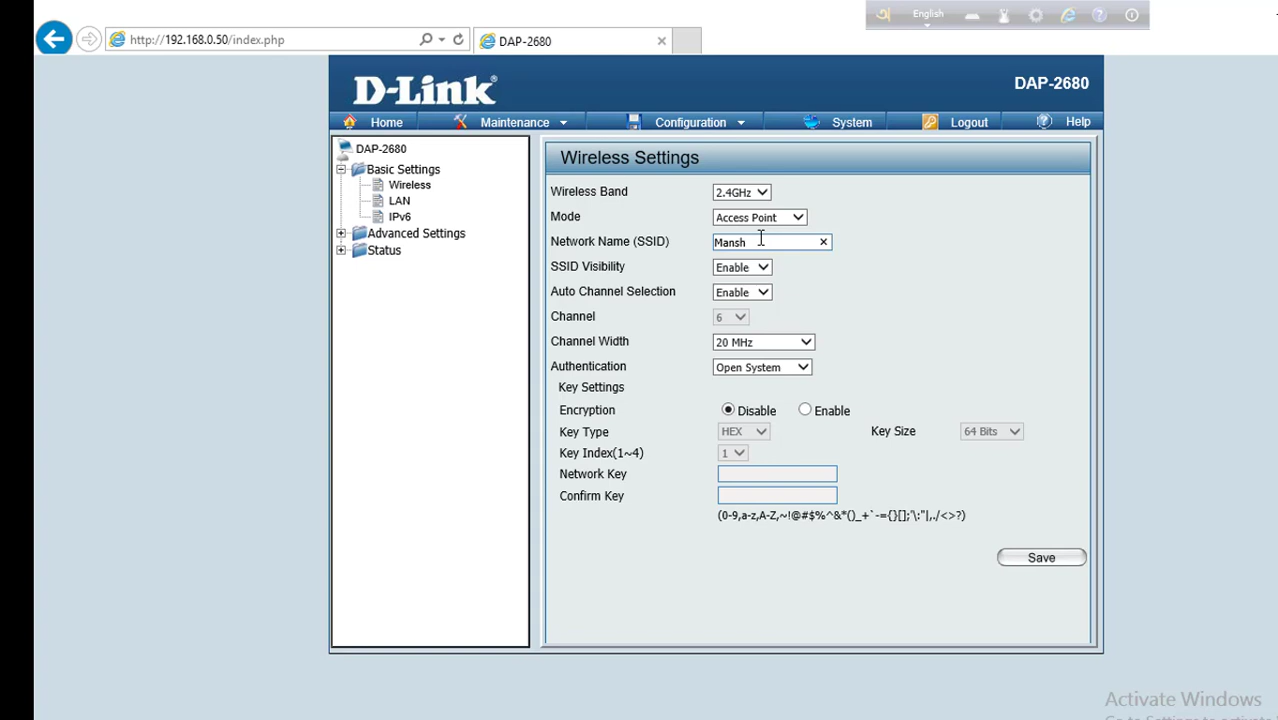 English
http://192.168.0.50/index.php
DAP-2680
D-Link®
DAP-2680
Home Maintenance Configuration System Logout Help
DAP-2680
Basic Settings
Wireless
LAN
IPv6
Advanced Settings
Status
Wireless Settings
Wireless Band 2.4GHz
Mode Access Point
Network Name (SSID) Mansh
SSID Visibility Enable
Auto Channel Selection Enable
Channel 6
Channel Width 20 MHz
Authentication Open System
Key Settings
Encryption Disable Enable
Key Type HEX Key Size 64 Bits
Key Index(1~4) 1
Network Key
Confirm Key
(0-9,a-z,A-Z,~!@#$%^&*()_+`-={}[];'\:"|,./<>?)
Save
Activate Windows